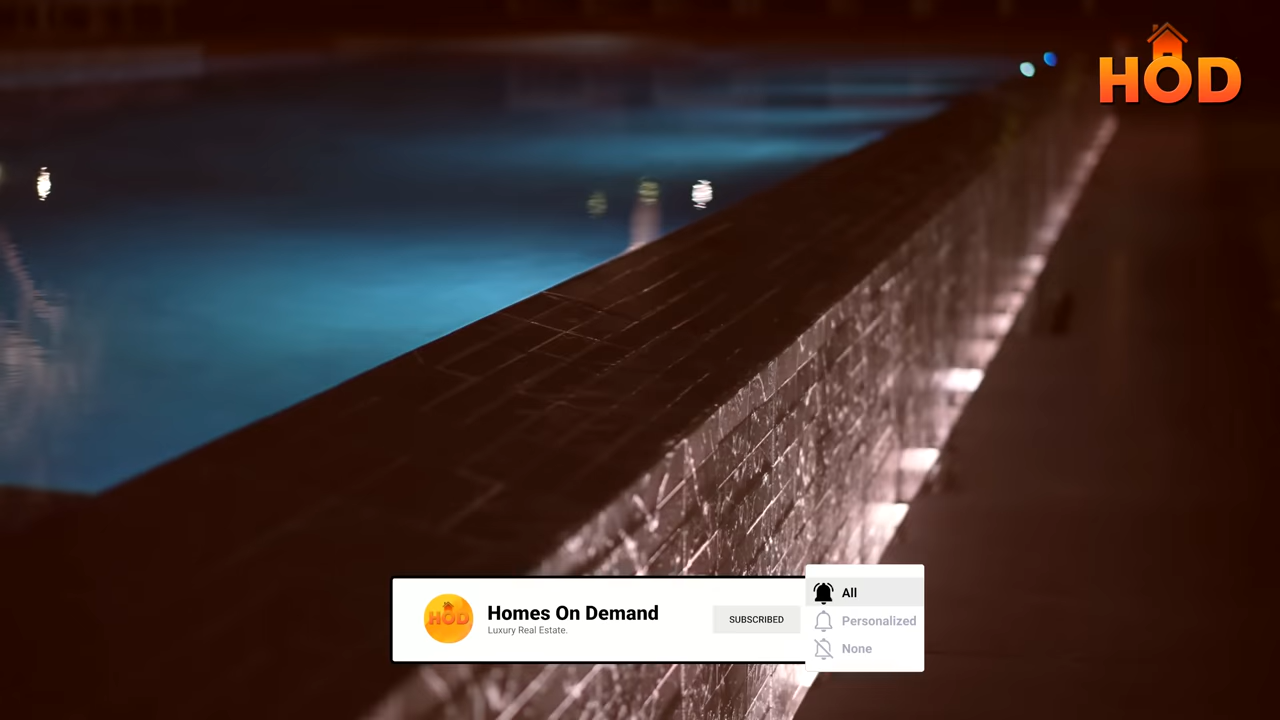 HOD
HOD
Homes On Demand
Luxury Real Estate.
SUBSCRIBED
All
Personalized
None